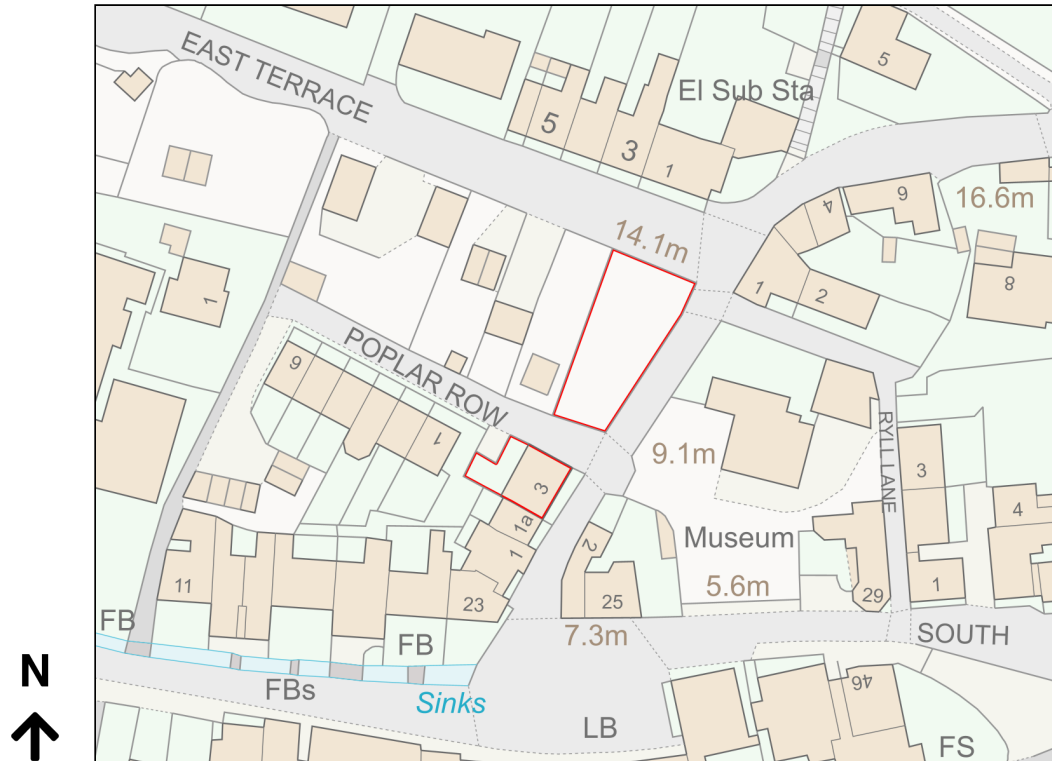 EAST TERRACE
5
3
1
El Sub Sta
5
14.1m
4
6
16.6m
1
2
8
1
POPLAR ROW
9
1
3
1a
1
2
9.1m
RYLL LANE
3
4
Museum
5.6m
29
1
11
23
25
7.3m
FB
FB
FBs
Sinks
SOUTH
LB
46
FS
N